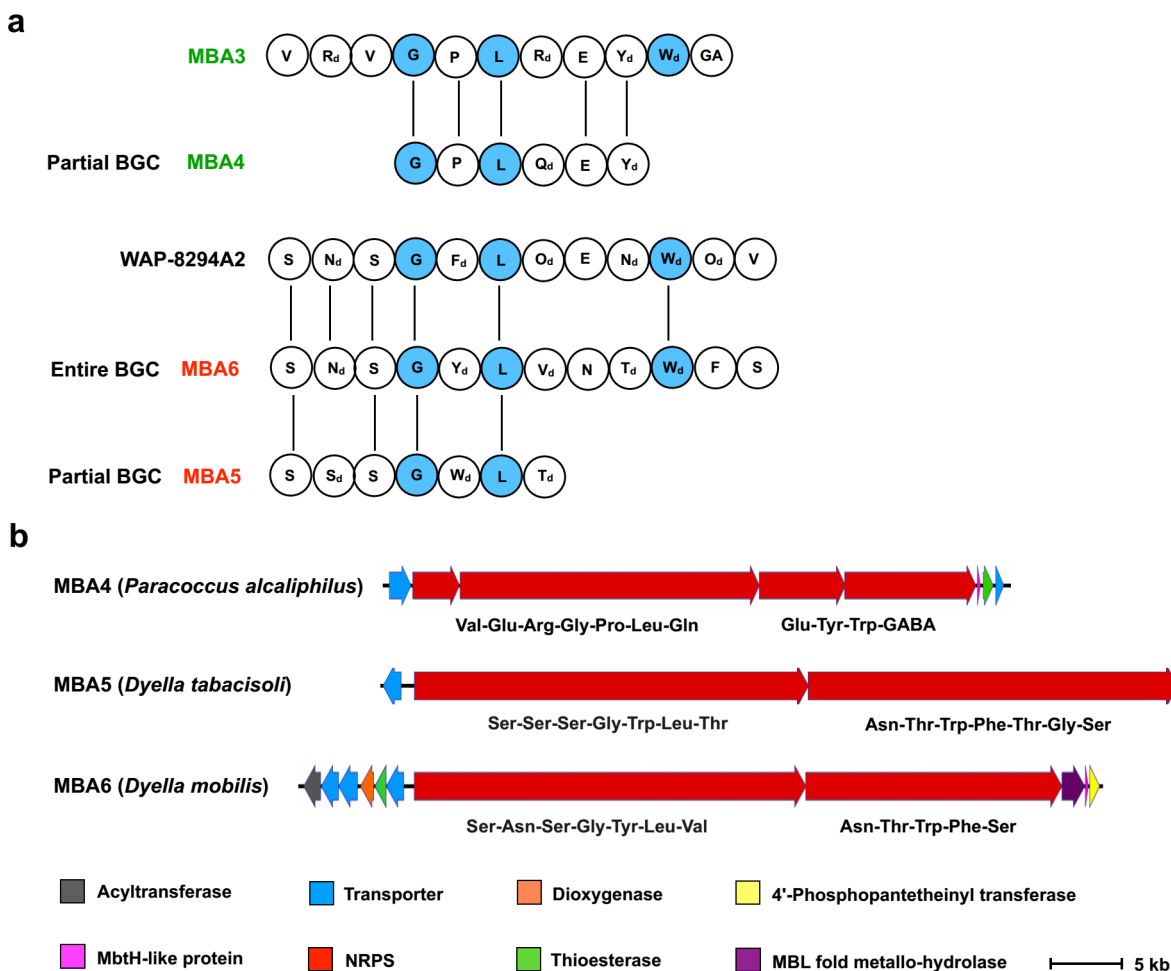 a
MBA3 V Rd V G P L Rd E Yd Wd GA
Partial BGC MBA4 G P L Qd E Yd
WAP-8294A2 S Nd S G Fd L Od E Nd Wd Od V
Entire BGC MBA6 S Nd S G Yd L Vd N Td Wd F S
Partial BGC MBA5 S Sd S G Wd L Td
b
MBA4 (Paracoccus alcaliphilus)
Val-Glu-Arg-Gly-Pro-Leu-Gln Glu-Tyr-Trp-GABA
MBA5 (Dyella tabacisoli)
Ser-Ser-Ser-Gly-Trp-Leu-Thr Asn-Thr-Trp-Phe-Thr-Gly-Ser
MBA6 (Dyella mobilis)
Ser-Asn-Ser-Gly-Tyr-Leu-Val Asn-Thr-Trp-Phe-Ser
Acyltransferase Transporter Dioxygenase 4'-Phosphopantetheinyl transferase
MbtH-like protein NRPS Thioesterase MBL fold metallo-hydrolase 5 kb